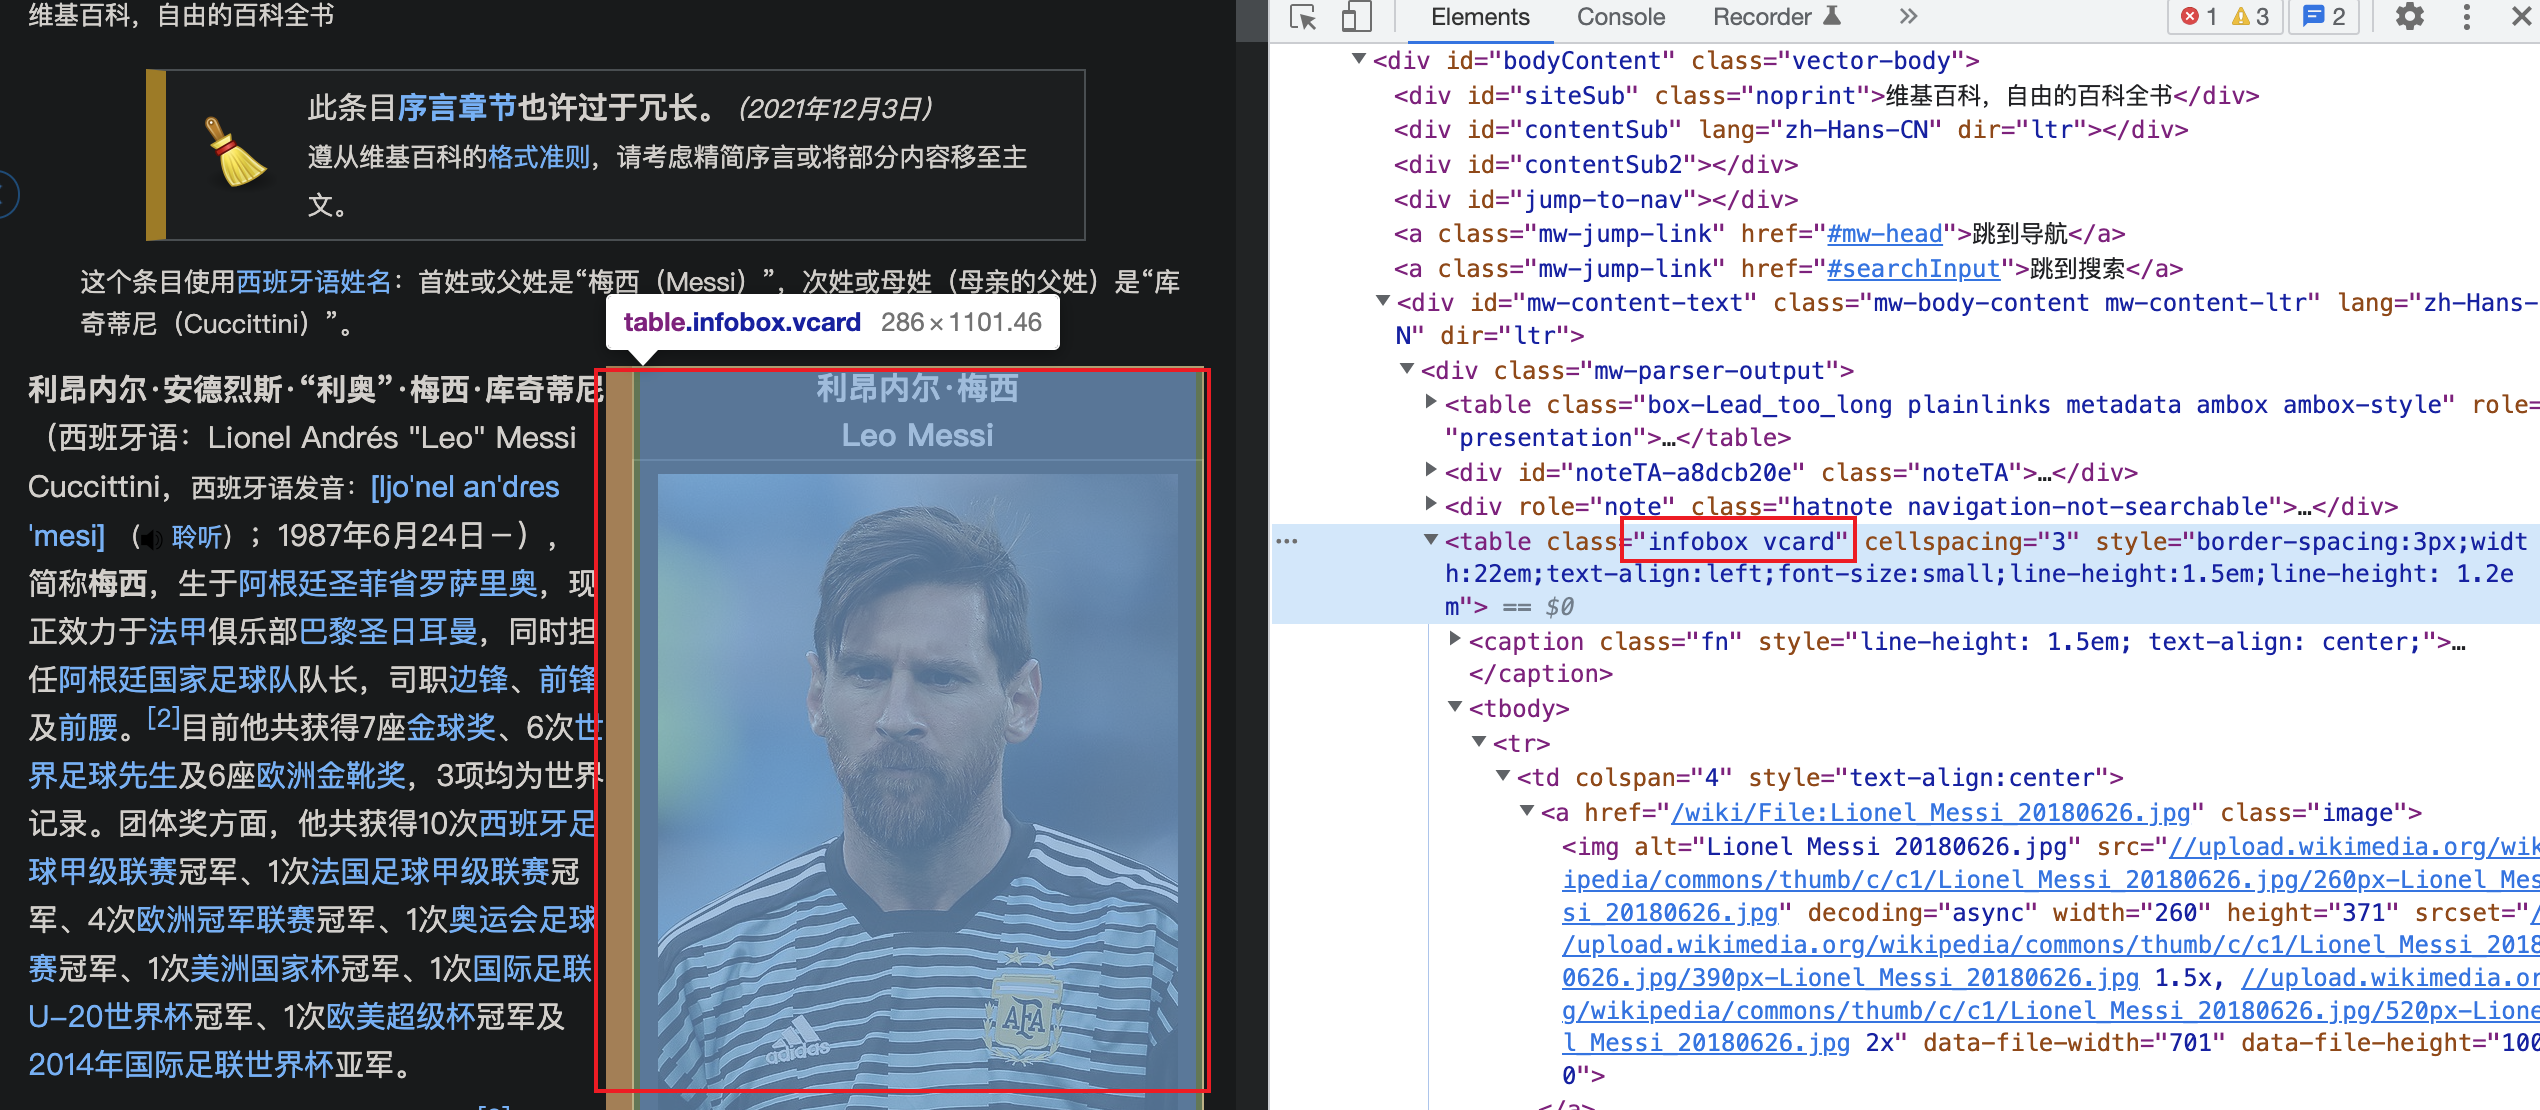 维基百科，自由的百科全书
此条目序言章节也许过于冗长。 (2021年12月3日)
遵从维基百科的格式准则，请考虑精简序言或将部分内容移至主
文。
这个条目使用西班牙语姓名：首姓或父姓是“梅西（Messi）”，次姓或母姓（母亲的父姓）是“库
奇蒂尼（Cuccittini）”。
table.infobox.vcard 286 × 1101.46
利昂内尔·安德烈斯·“利奥”·梅西·库奇蒂尼
（西班牙语：Lionel Andrés "Leo" Messi
Cuccittini，西班牙语发音：[ljoˈnel anˈdɾes
ˈmesi] （聆听）；1987年6月24日－），
简称梅西，生于阿根廷圣菲省罗萨里奥，现
正效力于法甲俱乐部巴黎圣日耳曼，同时担
任阿根廷国家足球队队长，司职边锋、前锋
及前腰。[2]目前他共获得7座金球奖、6次世
界足球先生及6座欧洲金靴奖，3项均为世界
记录。团体奖方面，他共获得10次西班牙足
球甲级联赛冠军、1次法国足球甲级联赛冠
军、4次欧洲冠军联赛冠军、1次奥运会足球
赛冠军、1次美洲国家杯冠军、1次国际足联
U-20世界杯冠军、1次欧美超级杯冠军及
2014年国际足联世界杯亚军。
利昂内尔·梅西
Leo Messi
AFA
adidas
Elements Console Recorder » 1 3 2
<div id="bodyContent" class="vector-body">
<div id="siteSub" class="noprint">维基百科，自由的百科全书</div>
<div id="contentSub" lang="zh-Hans-CN" dir="ltr"></div>
<div id="contentSub2"></div>
<div id="jump-to-nav"></div>
<a class="mw-jump-link" href="#mw-head">跳到导航</a>
<a class="mw-jump-link" href="#searchInput">跳到搜索</a>
<div id="mw-content-text" class="mw-body-content mw-content-ltr" lang="zh-Hans-
N" dir="ltr">
<div class="mw-parser-output">
<table class="box-Lead_too_long plainlinks metadata ambox ambox-style" role=
"presentation">…</table>
<div id="noteTA-a8dcb20e" class="noteTA">…</div>
<div role="note" class="hatnote navigation-not-searchable">…</div>
<table class="infobox vcard" cellspacing="3" style="border-spacing:3px;widt
h:22em;text-align:left;font-size:small;line-height:1.5em;line-height: 1.2e
m"> == $0
<caption class="fn" style="line-height: 1.5em; text-align: center;">…
</caption>
<tbody>
<tr>
<td colspan="4" style="text-align:center">
<a href="/wiki/File:Lionel_Messi_20180626.jpg" class="image">
<img alt="Lionel Messi 20180626.jpg" src="//upload.wikimedia.org/wik
ipedia/commons/thumb/c/c1/Lionel_Messi_20180626.jpg/260px-Lionel_Mes
si_20180626.jpg" decoding="async" width="260" height="371" srcset="/
/upload.wikimedia.org/wikipedia/commons/thumb/c/c1/Lionel_Messi_2018
0626.jpg/390px-Lionel_Messi_20180626.jpg 1.5x, //upload.wikimedia.or
g/wikipedia/commons/thumb/c/c1/Lionel_Messi_20180626.jpg/520px-Lione
l_Messi_20180626.jpg 2x" data-file-width="701" data-file-height="100
0">
</a>